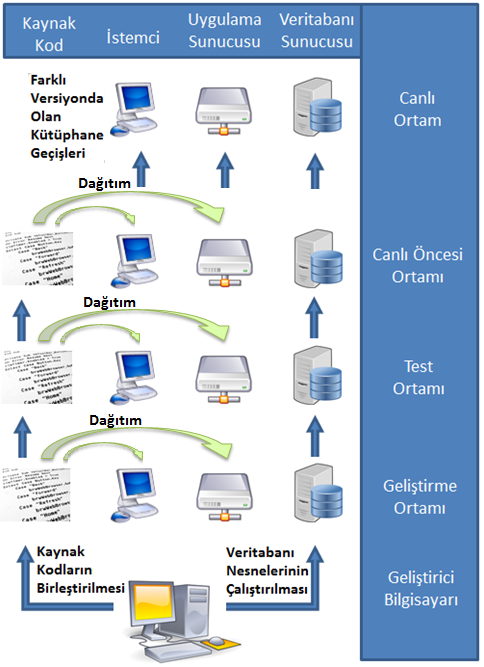 Kaynak
Kod
İstemci
Uygulama
Sunucusu
Veritabanı
Sunucusu
Farklı
Versiyonda
Olan
Kütüphane
Geçişleri
Canlı
Ortam
Dağıtım
Canlı Öncesi
Ortamı
Dağıtım
Test
Ortamı
Dağıtım
Geliştirme
Ortamı
Kaynak
Kodların
Birleştirilmesi
Veritabanı
Nesnelerinin
Çalıştırılması
Geliştirici
Bilgisayarı